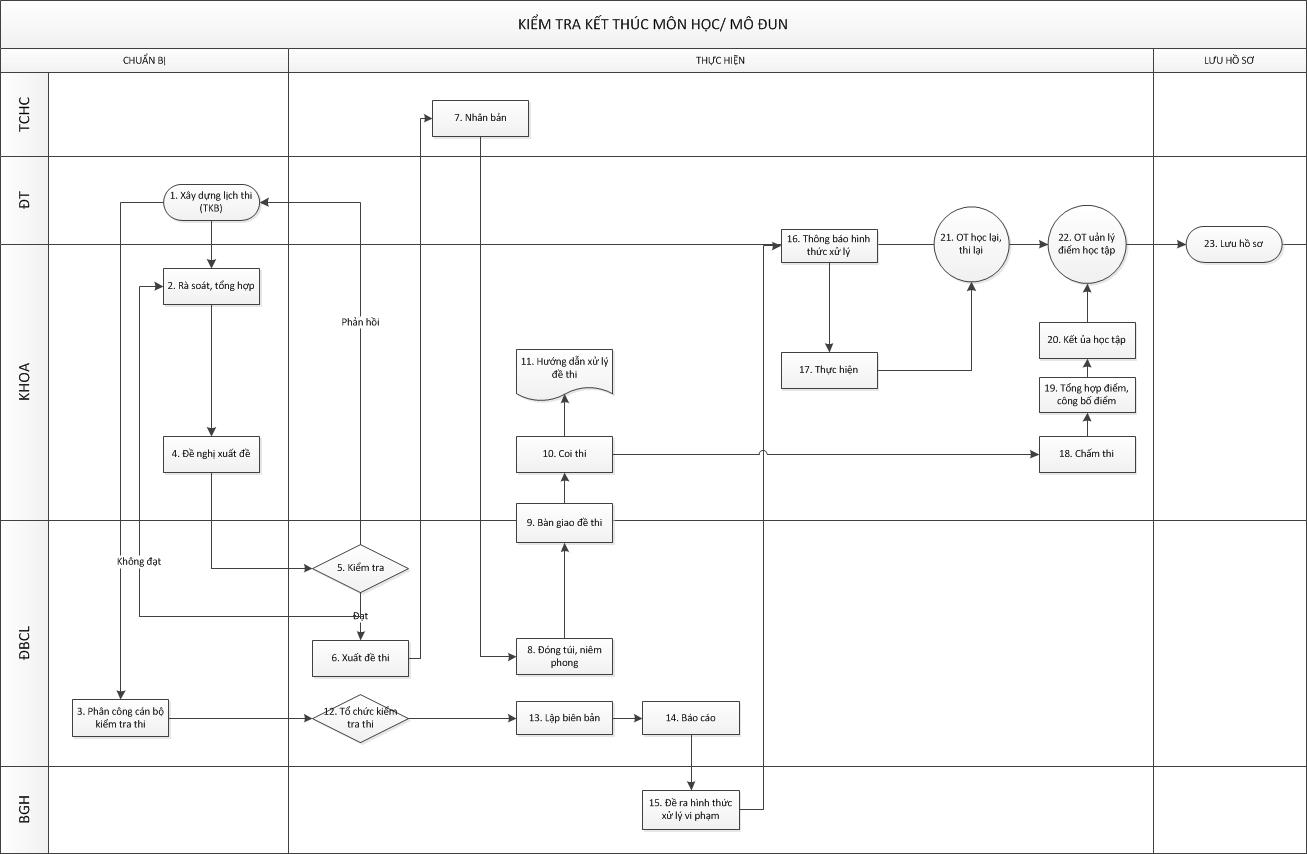 KIỂM TRA KẾT THÚC MÔN HỌC/ MÔ ĐUN
CHUẨN BỊ
THỰC HIỆN
LƯU HỒ SƠ
TCHC
7. Nhân bản
ĐT
1. Xây dựng lịch thi
(TKB)
16. Thông báo hình
thức xử lý
21. OT học lại,
thi lại
22. OT uản lý
điểm học tập
23. Lưu hồ sơ
KHOA
2. Rà soát, tổng hợp
Phản hồi
11. Hướng dẫn xử lý
đề thi
17. Thực hiện
20. Kết ủa học tập
19. Tổng hợp điểm,
công bố điểm
4. Đề nghị xuất đề
10. Coi thi
18. Chấm thi
9. Bàn giao đề thi
ĐBCL
Không đạt
5. Kiểm tra
Đạt
6. Xuất đề thi
8. Đóng túi, niêm
phong
3. Phân công cán bộ
kiểm tra thi
12. Tổ chức kiểm
tra thi
13. Lập biên bản
14. Báo cáo
BGH
15. Đề ra hình thức
xử lý vi phạm